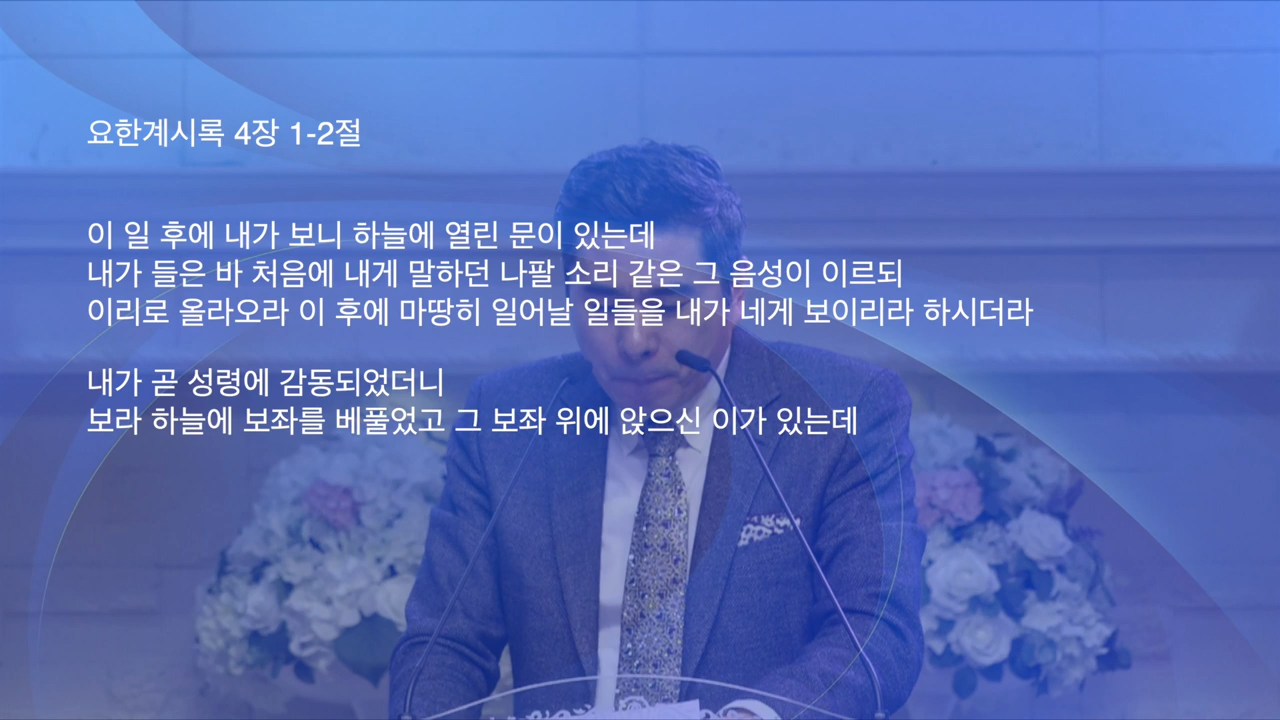 요한계시록 4장 1-2절
이 일 후에 내가 보니 하늘에 열린 문이 있는데
내가 들은 바 처음에 내게 말하던 나팔 소리 같은 그 음성이 이르되
이리로 올라오라 이 후에 마땅히 일어날 일들을 내가 네게 보이리라 하시더라
내가 곧 성령에 감동되었더니
보라 하늘에 보좌를 베풀었고 그 보좌 위에 앉으신 이가 있는데